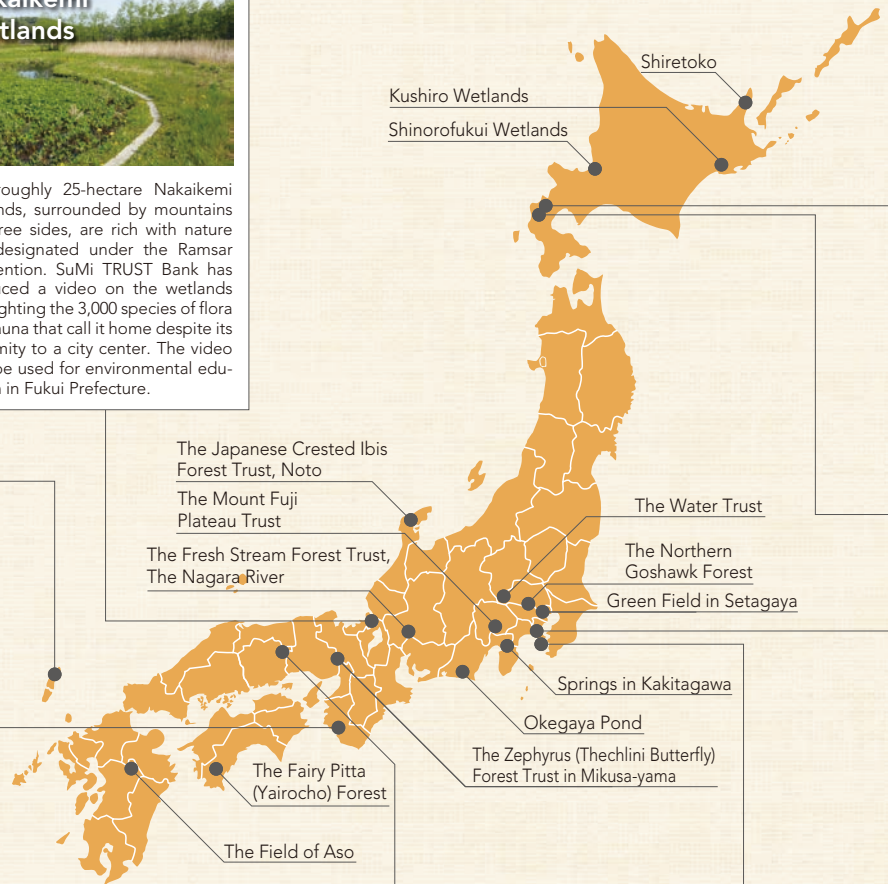 tlands
roughly 25-hectare Nakaikemi
nds, surrounded by mountains
ree sides, are rich with nature
designated under the Ramsar
ention. SuMi TRUST Bank has
uced a video on the wetlands
ghting the 3,000 species of flora
una that call it home despite its
mity to a city center. The video
be used for environmental edu-
n in Fukui Prefecture.
Shiretoko
Kushiro Wetlands
Shinorofukui Wetlands
The Japanese Crested Ibis
Forest Trust, Noto
The Mount Fuji
Plateau Trust
The Fresh Stream Forest Trust,
The Nagara River
The Water Trust
The Northern
Goshawk Forest
Green Field in Setagaya
Springs in Kakitagawa
Okegaya Pond
The Zephyrus (Thechlini Butterfly)
Forest Trust in Mikusa-yama
The Fairy Pitta
(Yairocho) Forest
The Field of Aso